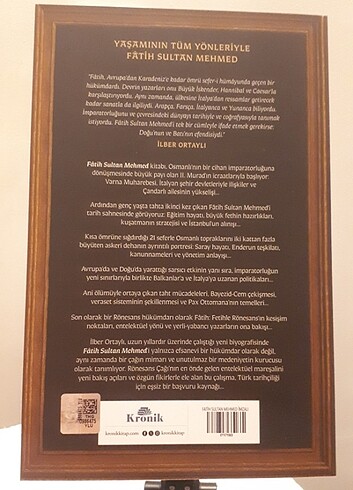 YAŞAMININ TÜM YÖNLERİYLE
FÂTİH SULTAN MEHMED
"Fâtih, Avrupa'dan Karadeniz'e kadar ömrü sefer-i hümâyunda geçen bir
hükümdardı. Devrin yazarları onu Büyük İskender, Hannibal ve Caesar'la
karşılaştırıyordu. Aynı zamanda, ülkesine İtalya'dan ressamlar getirecek
kadar sanatla da ilgiliydi. Arapça, Farsça, İtalyanca ve Yunanca biliyordu.
İmparatorluğunu ve çevresindeki dünyayı tarihiyle ve coğrafyasıyla tanımak
istiyordu. Fâtih Sultan Mehmed'i tek bir cümleyle ifade etmek gerekirse:
Doğu'nun ve Batı'nın efendisiydi."
İLBER ORTAYLI
Fâtih Sultan Mehmed kitabı, Osmanlı'nın bir cihan imparatorluğuna
dönüşmesinde büyük payı olan II. Murad'ın icraatlarıyla başlıyor:
Varna Muharebesi, İtalyan şehir devletleriyle ilişkiler ve
Çandarlı ailesinin yükselişi...
Ardından genç yaşta tahta ikinci kez çıkan Fâtih Sultan Mehmed'i
tarih sahnesinde görüyoruz: Eğitim hayatı, büyük fethin hazırlıkları,
kuşatmanın stratejisi ve İstanbul'un alınışı...
Kısa ömrüne sığdırdığı 21 seferle Osmanlı topraklarını iki kattan fazla
büyüten askerî dehanın ayrıntılı portresi: Saray hayatı, Enderun teşkilatı,
kanunnameleri ve yönetim anlayışı...
Avrupa'da ve Doğu'da yarattığı sarsıcı etkinin yanı sıra, imparatorluğun
yeni sınırlarıyla birlikte Balkanlar'a ve İtalya'ya uzanan politikaları...
Ani ölümüyle ortaya çıkan taht mücadeleleri, Bayezid-Cem çekişmesi,
veraset sisteminin şekillenmesi ve Pax Ottomana'nın temelleri...
Son olarak bir Rönesans hükümdarı olarak Fâtih: Fetihle Rönesans'ın kesişim
noktaları, entelektüel yönü ve yerli-yabancı yazarların ona bakışı...
İlber Ortaylı, uzun yıllardır üzerinde çalıştığı yeni biyografisinde
Fâtih Sultan Mehmed'i yalnızca efsanevi bir hükümdar olarak değil,
aynı zamanda bir çağın mimarı ve unutulmaz bir medeniyetin kurucusu
olarak tanımlıyor. Rönesans Çağı'nın en önde gelen entelektüel mareşalini
yeni bakış açıları ve özgün fikirlerle ele alan bu çalışma, Türk tarihçiliği
için eşsiz bir başvuru kaynağı...
Kronik
kronikkitap.com
kronikkitap